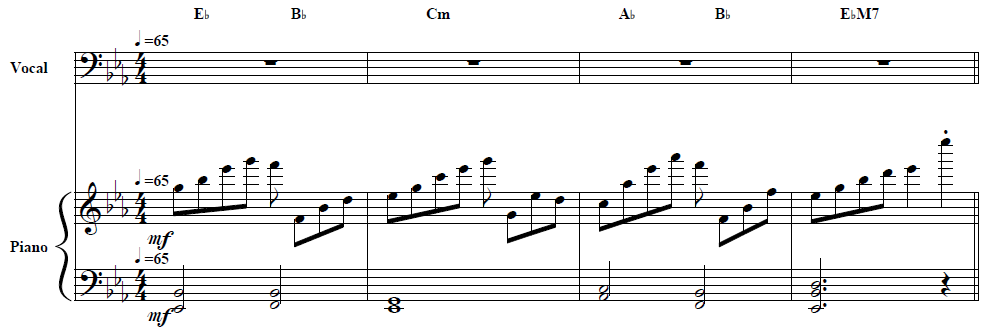 E♭ B♭ Cm A♭ B♭ E♭M7
♩=65
Vocal
♩=65
mf
Piano
♩=65
mf